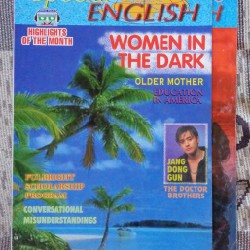 ENGLISH
HIGHLIGHTS
OF THE MONTH
WOMEN IN
THE DARK
OLDER MOTHER
EDUCATION
IN AMERICA
JANG
DONG
GUN
THE DOCTOR
BROTHERS
FULBRIGHT
SCHOLARSHIP
PROGRAM
CONVERSATIONAL
MISUNDERSTANDINGS